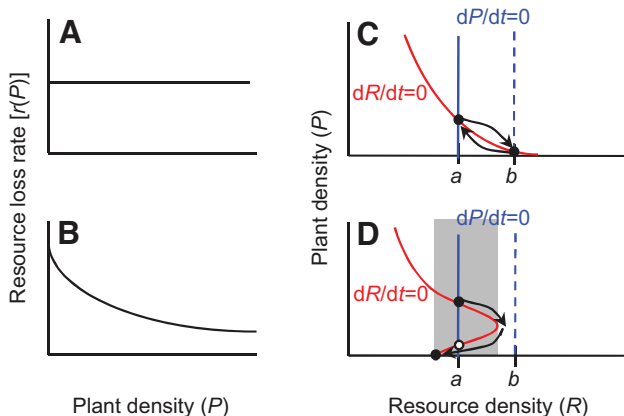 A
Resource loss rate [r(P)]
B
Plant density (P)
C
dP/dt=0
dR/dt=0
Plant density (P)
a
b
D
dP/dt=0
dR/dt=0
a
b
Resource density (R)